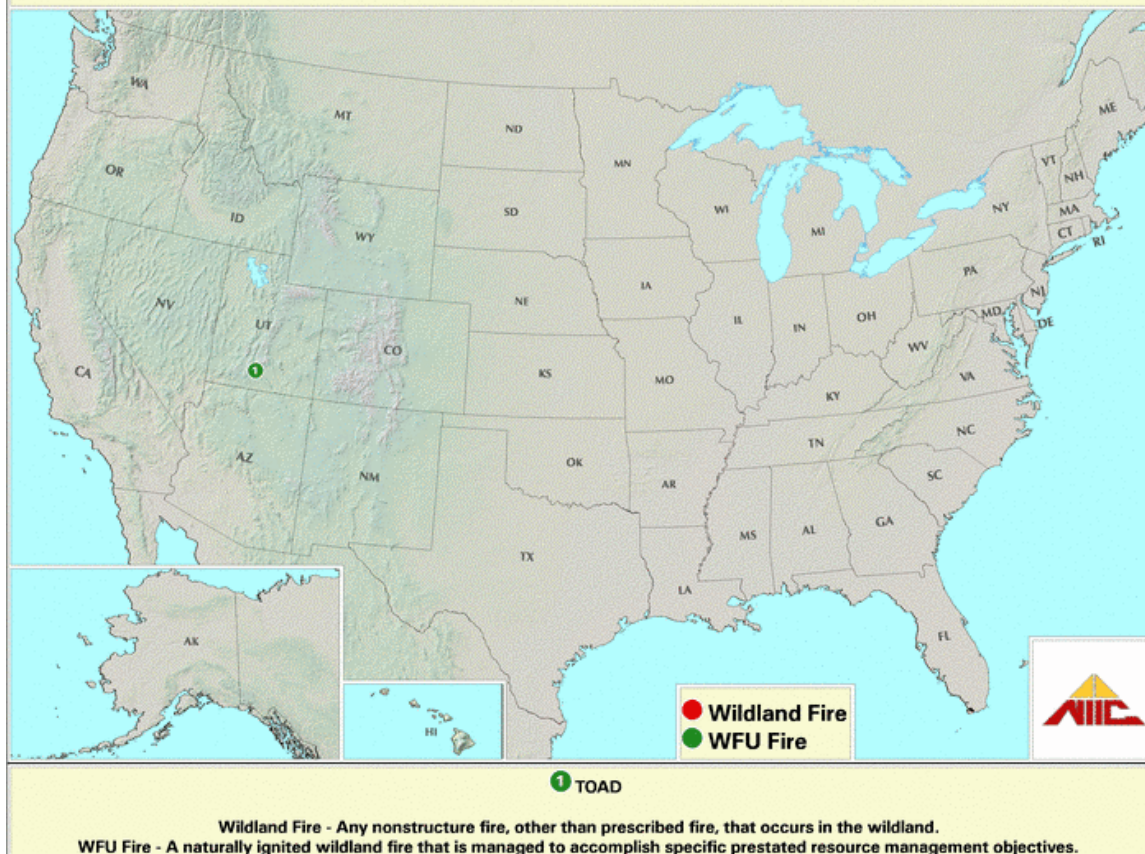 WA
MT
ND
MN
ME
OR
ID
SD
WI
VT
NH
NY
MA
CT
RI
WY
MI
NV
UT
NE
IA
PA
NJ
IL
IN
OH
MD
DE
CO
WV
CA
1
KS
MO
KY
VA
AZ
NM
OK
TN
NC
AR
SC
TX
MS
AL
GA
LA
AK
FL
HI
Wildland Fire
WFU Fire
NIIC
1 TOAD
Wildland Fire - Any nonstructure fire, other than prescribed fire, that occurs in the wildland.
WFU Fire - A naturally ignited wildland fire that is managed to accomplish specific prestated resource management objectives.